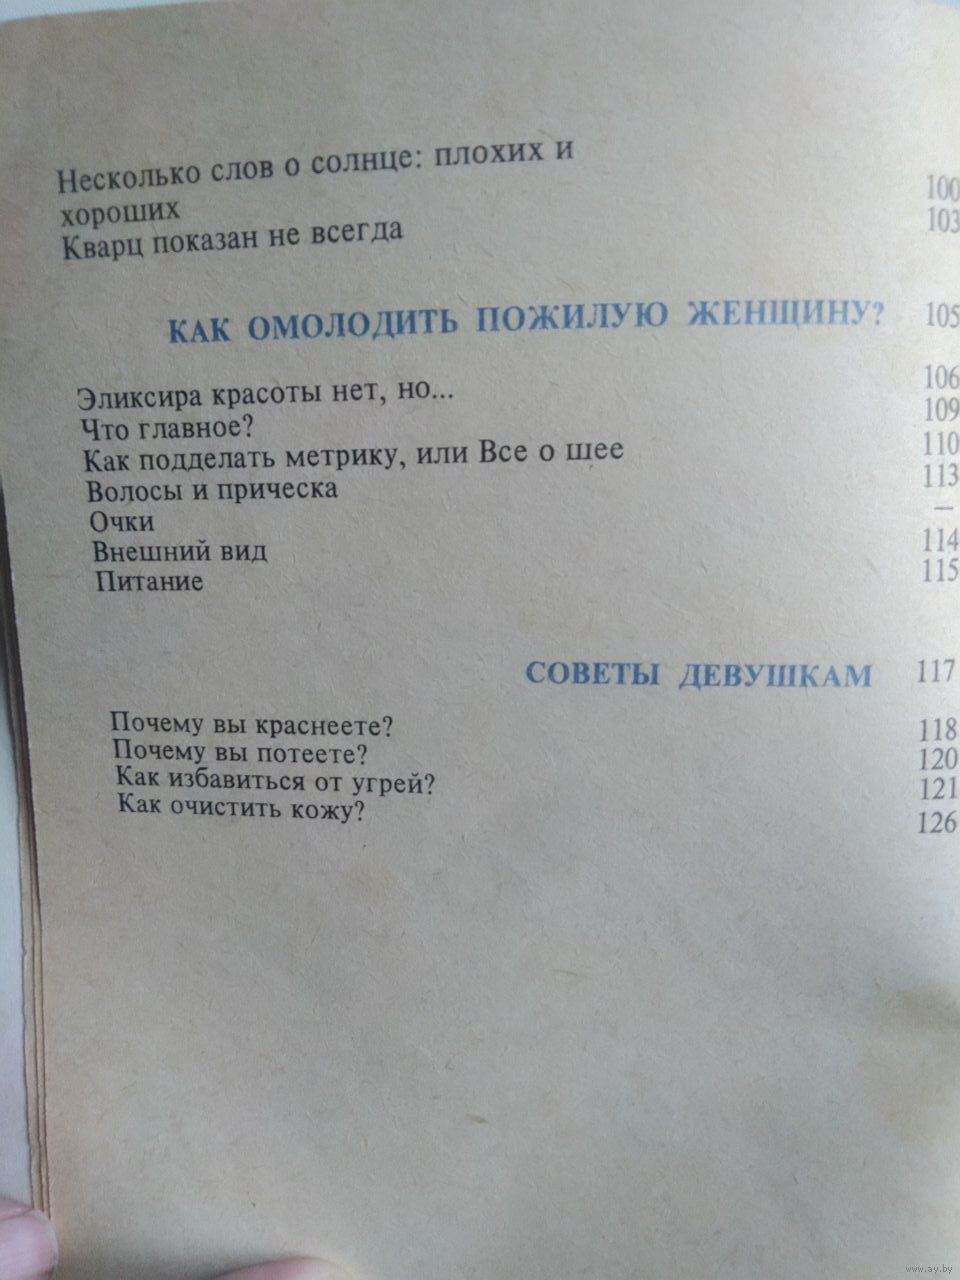 Несколько слов о солнце: плохих и
хороших 100
Кварц показан не всегда 103
КАК ОМОЛОДИТЬ ПОЖИЛУЮ ЖЕНЩИНУ? 105
Эликсира красоты нет, но... 106
Что главное? 109
Как подделать метрику, или Все о шее 110
Волосы и прическа 113
Очки —
Внешний вид 114
Питание 115
СОВЕТЫ ДЕВУШКАМ 117
Почему вы краснеете? 118
Почему вы потеете? 120
Как избавиться от угрей? 121
Как очистить кожу? 126
www.ay.by